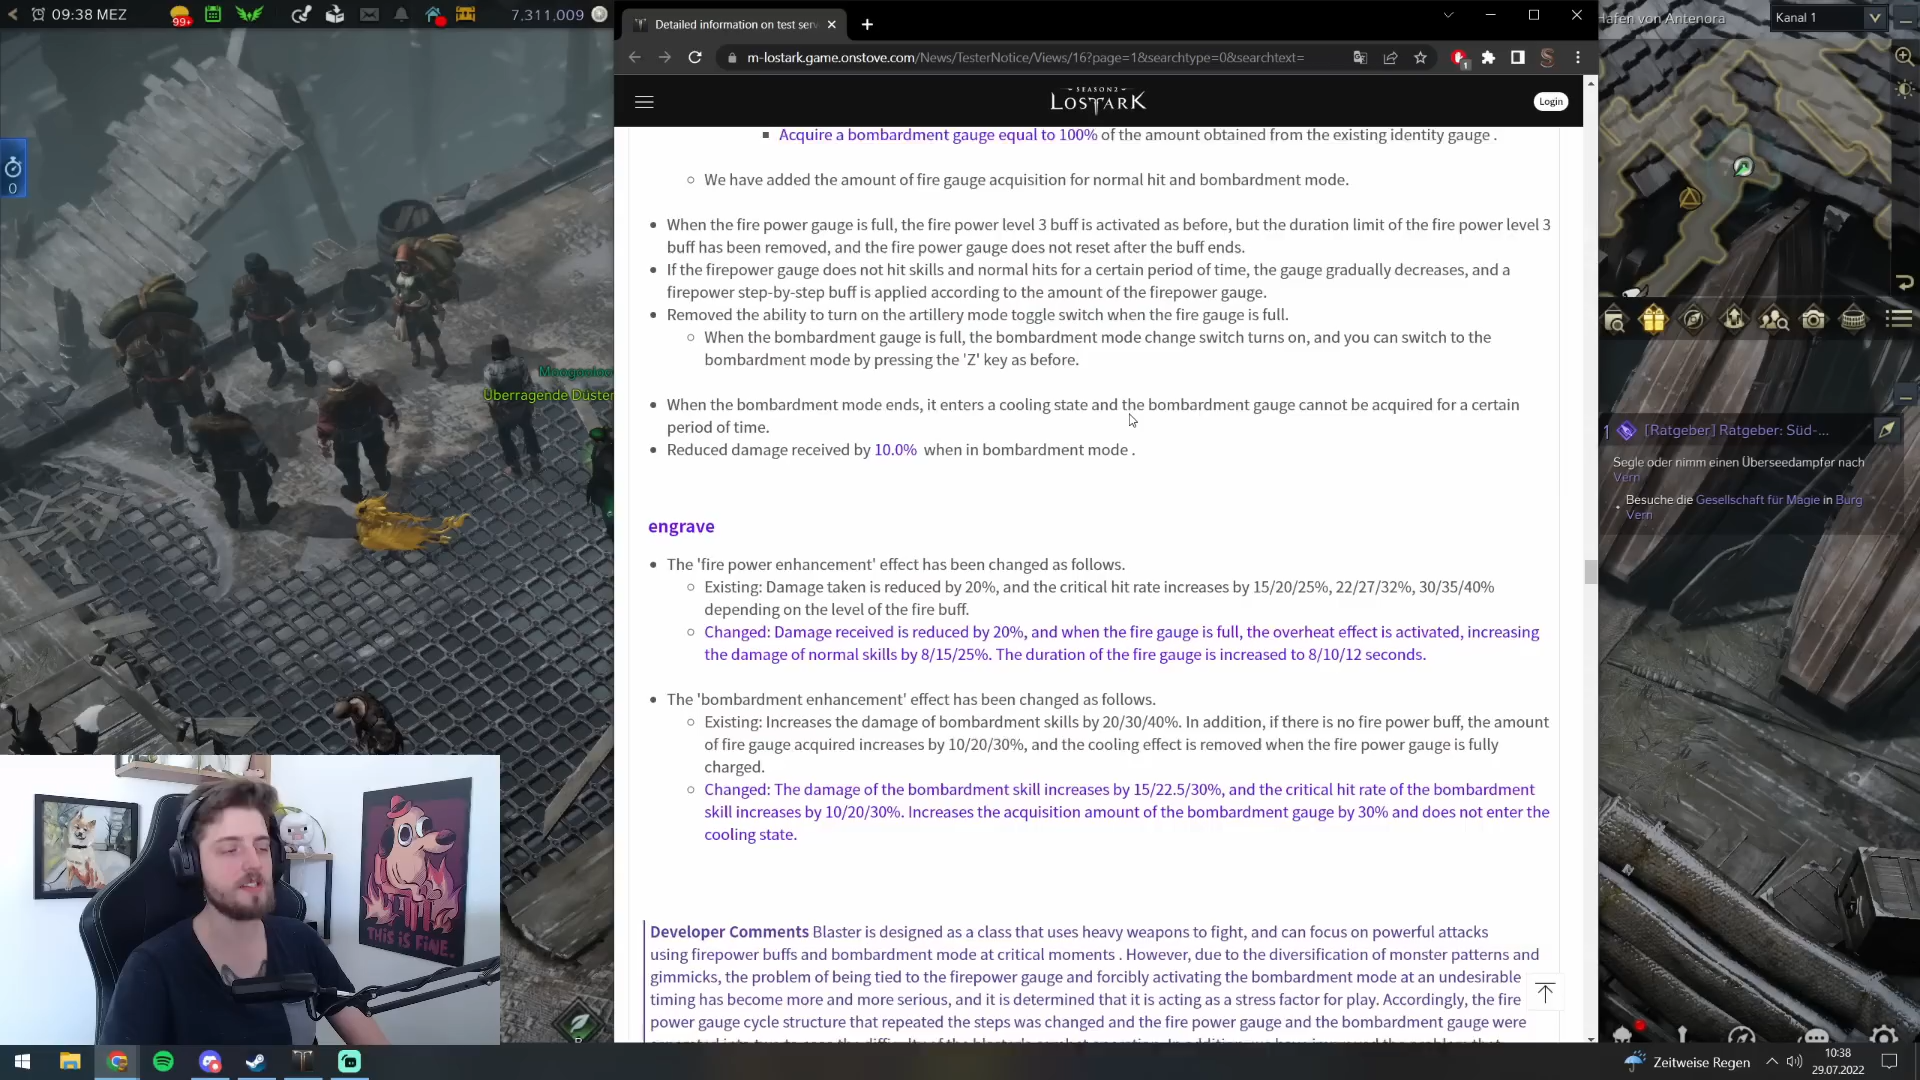 09:38 MEZ
99+
7,311,009
Detailed information on test serv
Hafen von Antenora
Kanal 1
m-lostark.game.onstove.com/News/TesterNotice/Views/16?page=1&searchtype=0&searchtext=
1
SEASON2
LOSTARK
Login
Acquire a bombardment gauge equal to 100% of the amount obtained from the existing identity gauge .
0
We have added the amount of fire gauge acquisition for normal hit and bombardment mode.
When the fire power gauge is full, the fire power level 3 buff is activated as before, but the duration limit of the fire power level 3
buff has been removed, and the fire power gauge does not reset after the buff ends.
If the firepower gauge does not hit skills and normal hits for a certain period of time, the gauge gradually decreases, and a
firepower step-by-step buff is applied according to the amount of the firepower gauge.
Removed the ability to turn on the artillery mode toggle switch when the fire gauge is full.
When the bombardment gauge is full, the bombardment mode change switch turns on, and you can switch to the
bombardment mode by pressing the 'Z' key as before.
Überragende Düster
When the bombardment mode ends, it enters a cooling state and the bombardment gauge cannot be acquired for a certain
period of time.
Reduced damage received by 10.0% when in bombardment mode .
1 [Ratgeber] Ratgeber: Süd-...
Segle oder nimm einen Überseedampfer nach
Vern
Besuche die Gesellschaft für Magie in Burg
Vern
engrave
The 'fire power enhancement' effect has been changed as follows.
Existing: Damage taken is reduced by 20%, and the critical hit rate increases by 15/20/25%, 22/27/32%, 30/35/40%
depending on the level of the fire buff.
Changed: Damage received is reduced by 20%, and when the fire gauge is full, the overheat effect is activated, increasing
the damage of normal skills by 8/15/25%. The duration of the fire gauge is increased to 8/10/12 seconds.
The 'bombardment enhancement' effect has been changed as follows.
Existing: Increases the damage of bombardment skills by 20/30/40%. In addition, if there is no fire power buff, the amount
of fire gauge acquired increases by 10/20/30%, and the cooling effect is removed when the fire power gauge is fully
charged.
Changed: The damage of the bombardment skill increases by 15/22.5/30%, and the critical hit rate of the bombardment
skill increases by 10/20/30%. Increases the acquisition amount of the bombardment gauge by 30% and does not enter the
cooling state.
THIS IS FINE.
Developer Comments Blaster is designed as a class that uses heavy weapons to fight, and can focus on powerful attacks
using firepower buffs and bombardment mode at critical moments . However, due to the diversification of monster patterns and
gimmicks, the problem of being tied to the firepower gauge and forcibly activating the bombardment mode at an undesirable
timing has become more and more serious, and it is determined that it is acting as a stress factor for play. Accordingly, the fire
power gauge cycle structure that repeated the steps was changed and the fire power gauge and the bombardment gauge were
Zeitweise Regen
10:38
29.07.2022